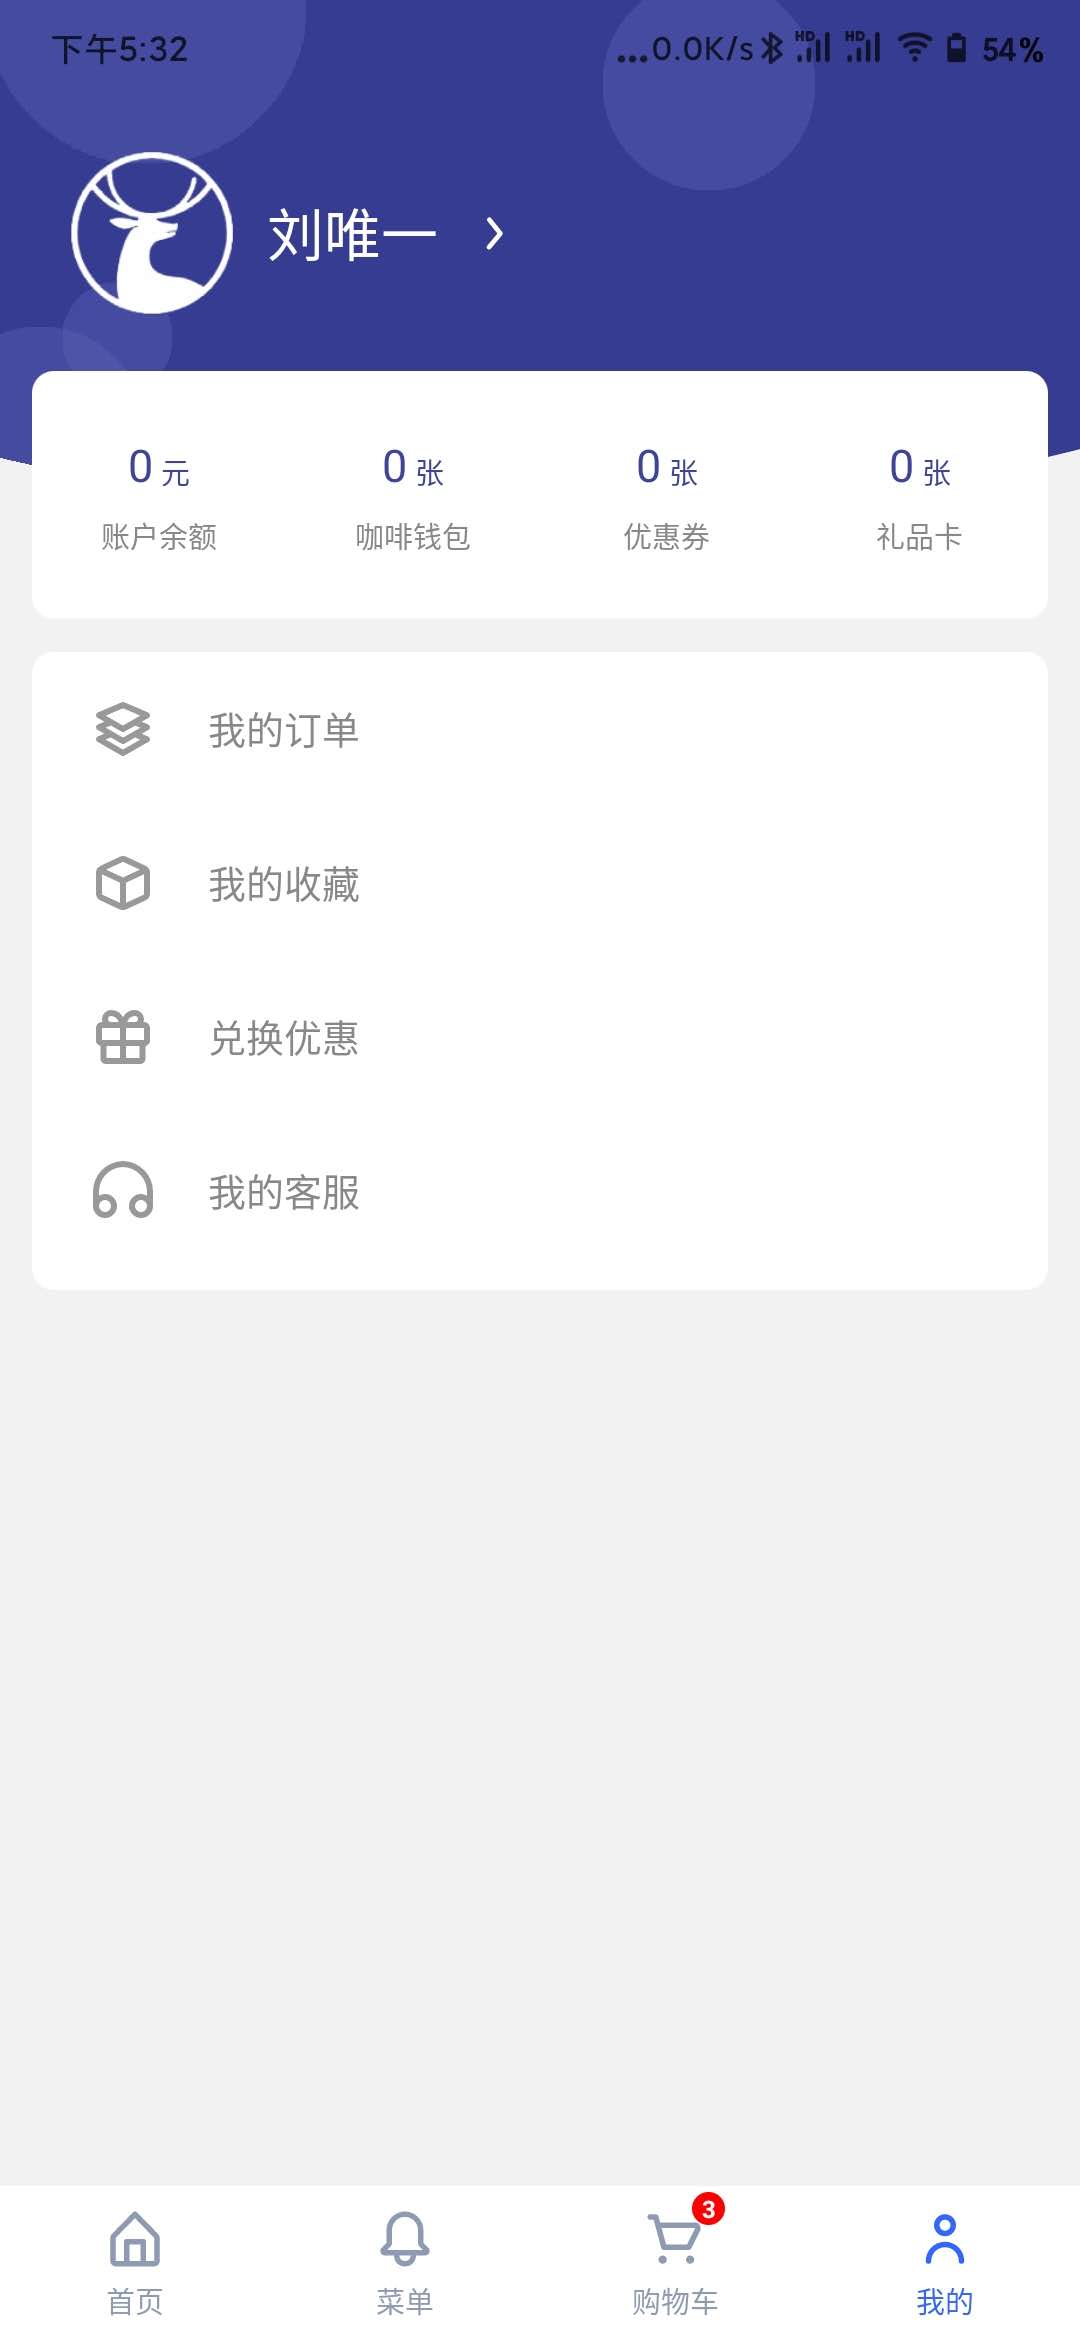 下午5:32
...0.0K/s HD HD 54%
刘唯一
0元 0张 0张 0张
账户余额 咖啡钱包 优惠券 礼品卡
我的订单
我的收藏
兑换优惠
我的客服
3
首页 菜单 购物车 我的